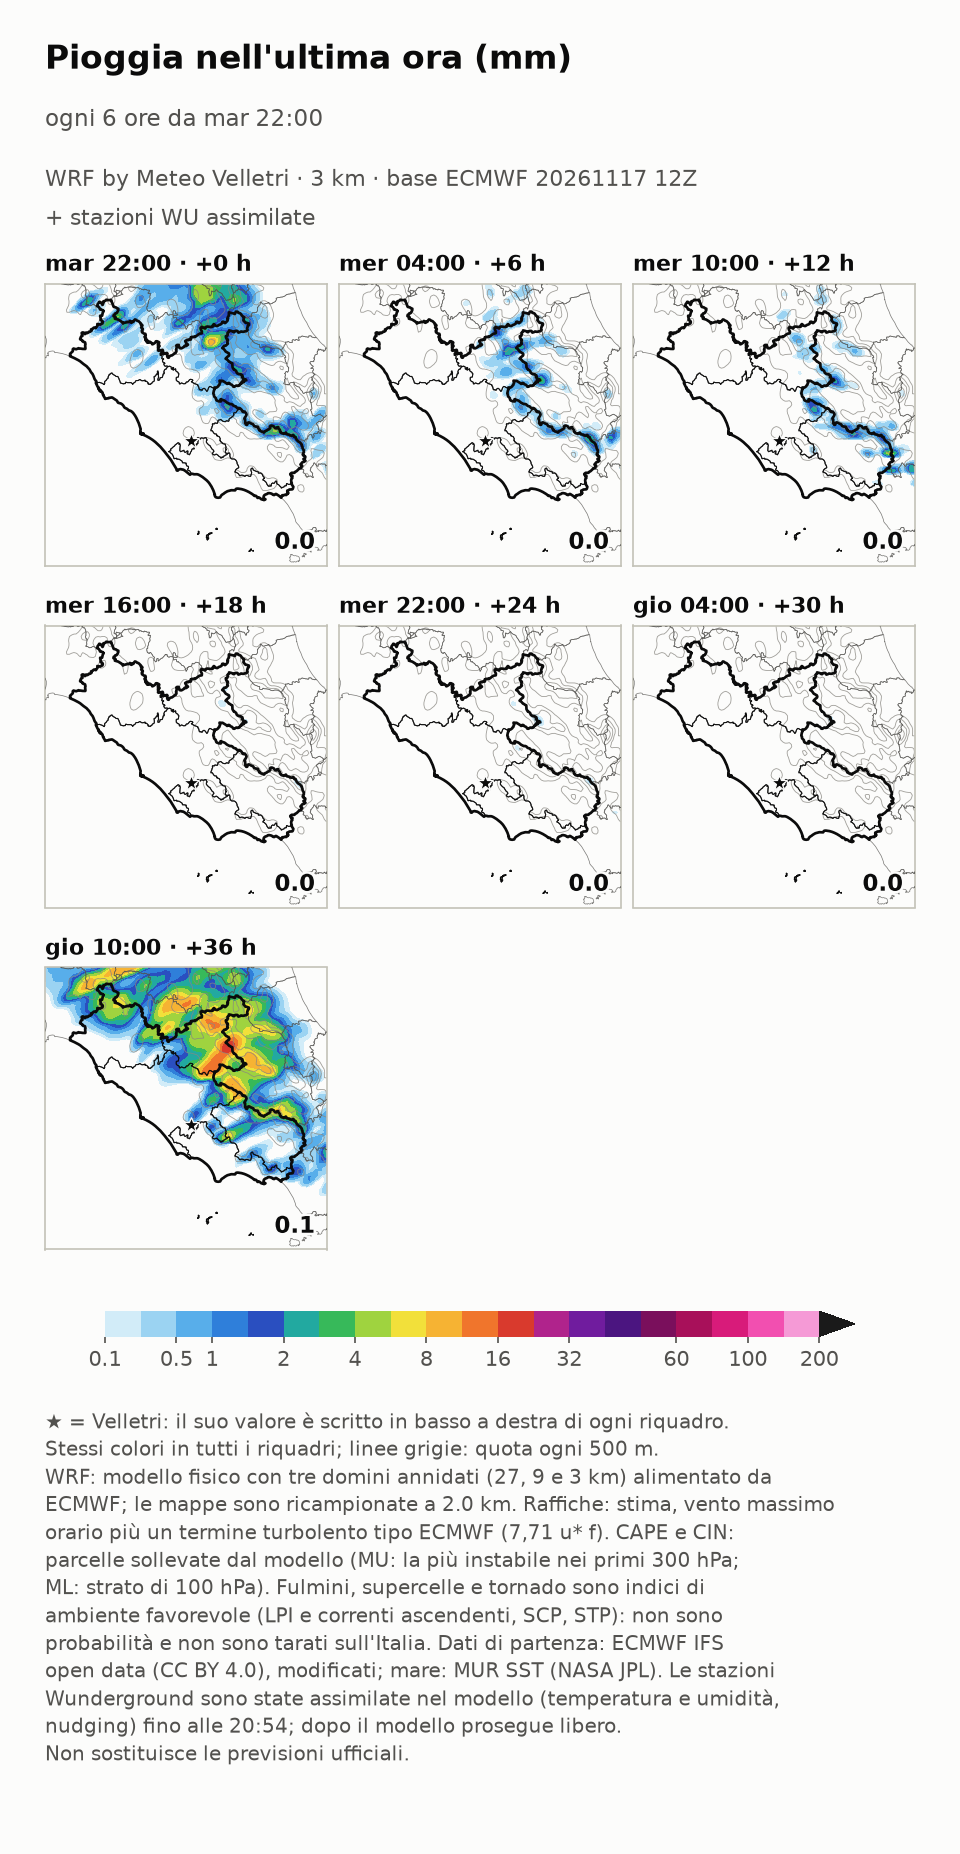 Pioggia nell'ultima ora (mm)
ogni 6 ore da mar 22:00
WRF by Meteo Velletri · 3 km · base ECMWF 20261117 12Z
+ stazioni WU assimilate
mar 22:00 · +0 h
mer 04:00 · +6 h
mer 10:00 · +12 h
0.0
0.0
0.0
mer 16:00 · +18 h
mer 22:00 · +24 h
gio 04:00 · +30 h
0.0
0.0
0.0
gio 10:00 · +36 h
0.1
0.1 0.5 1 2 4 8 16 32 60 100 200
★ = Velletri: il suo valore è scritto in basso a destra di ogni riquadro.
Stessi colori in tutti i riquadri; linee grigie: quota ogni 500 m.
WRF: modello fisico con tre domini annidati (27, 9 e 3 km) alimentato da
ECMWF; le mappe sono ricampionate a 2.0 km. Raffiche: stima, vento massimo
orario più un termine turbolento tipo ECMWF (7,71 u* f). CAPE e CIN:
parcelle sollevate dal modello (MU: la più instabile nei primi 300 hPa;
ML: strato di 100 hPa). Fulmini, supercelle e tornado sono indici di
ambiente favorevole (LPI e correnti ascendenti, SCP, STP): non sono
probabilità e non sono tarati sull'Italia. Dati di partenza: ECMWF IFS
open data (CC BY 4.0), modificati; mare: MUR SST (NASA JPL). Le stazioni
Wunderground sono state assimilate nel modello (temperatura e umidità,
nudging) fino alle 20:54; dopo il modello prosegue libero.
Non sostituisce le previsioni ufficiali.